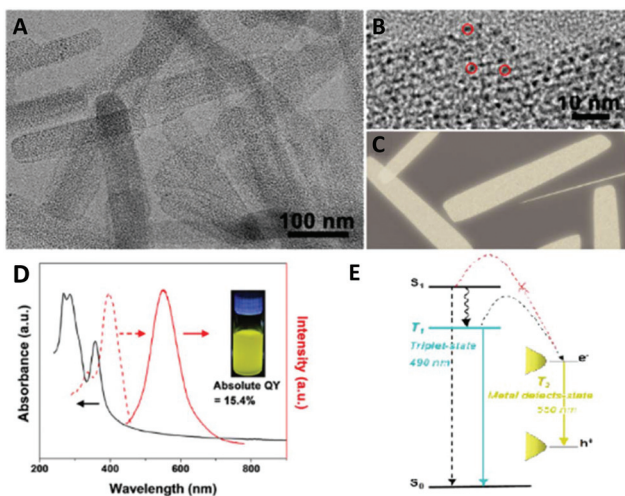 A
100 nm
B
10 nm
C
D
Absorbance (a.u.)
Intensity (a.u.)
Absolute QY
= 15.4%
200 400 600 800
Wavelength (nm)
E
S₁
T₁
Triplet-state
490 nm
e⁻
T₂
Metal defects-state
550 nm
h⁺
S₀